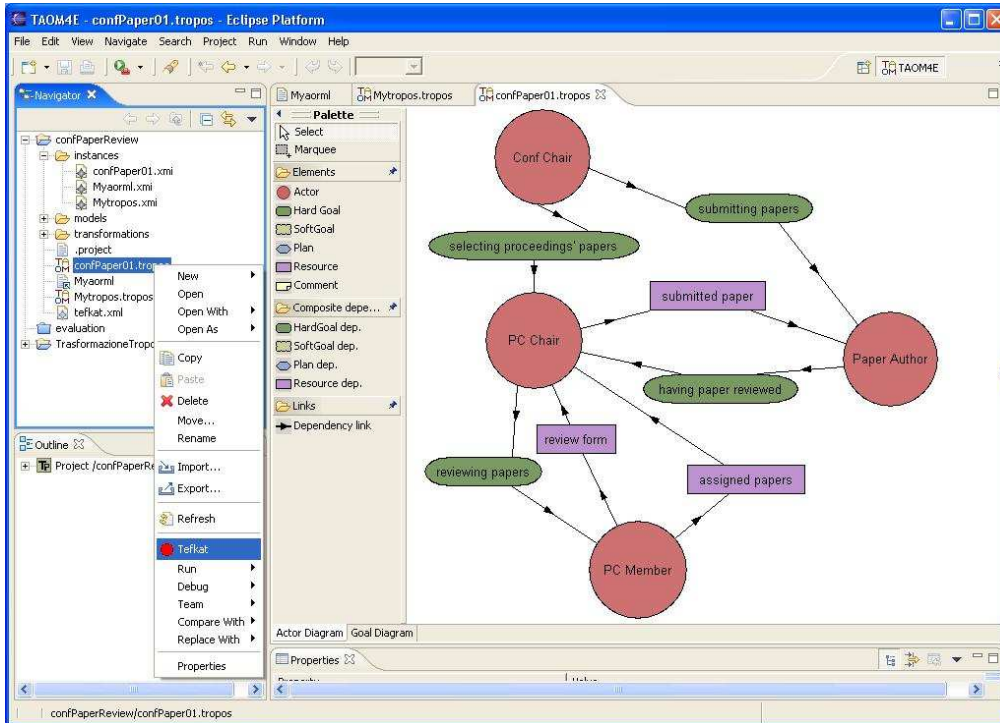 TAOM4E - confPaper01.tropos - Eclipse Platform
File Edit View Navigate Search Project Run Window Help
TAOM4E
Navigator
confPaperReview
instances
confPaper01.xmi
Myaorml.xmi
Mytropos.xmi
models
transformations
.project
confPaper01.tropos
Myaorml
Mytropos.tropos
tefkat.xml
evaluation
TrasformazioneTropo
New
Open
Open With
Open As
Copy
Paste
Delete
Move...
Rename
Import...
Export...
Refresh
Tefkat
Run
Debug
Team
Compare With
Replace With
Properties
Outline
Project /confPaperRe
Myaorml Mytropos.tropos confPaper01.tropos
Palette
Select
Marquee
Elements
Actor
Hard Goal
SoftGoal
Plan
Resource
Comment
Composite depe...
HardGoal dep.
SoftGoal dep.
Plan dep.
Resource dep.
Links
Dependency link
Conf Chair
submitting papers
selecting proceedings' papers
submitted paper
PC Chair
Paper Author
having paper reviewed
review form
reviewing papers
assigned papers
PC Member
Actor Diagram Goal Diagram
Properties
confPaperReview/confPaper01.tropos